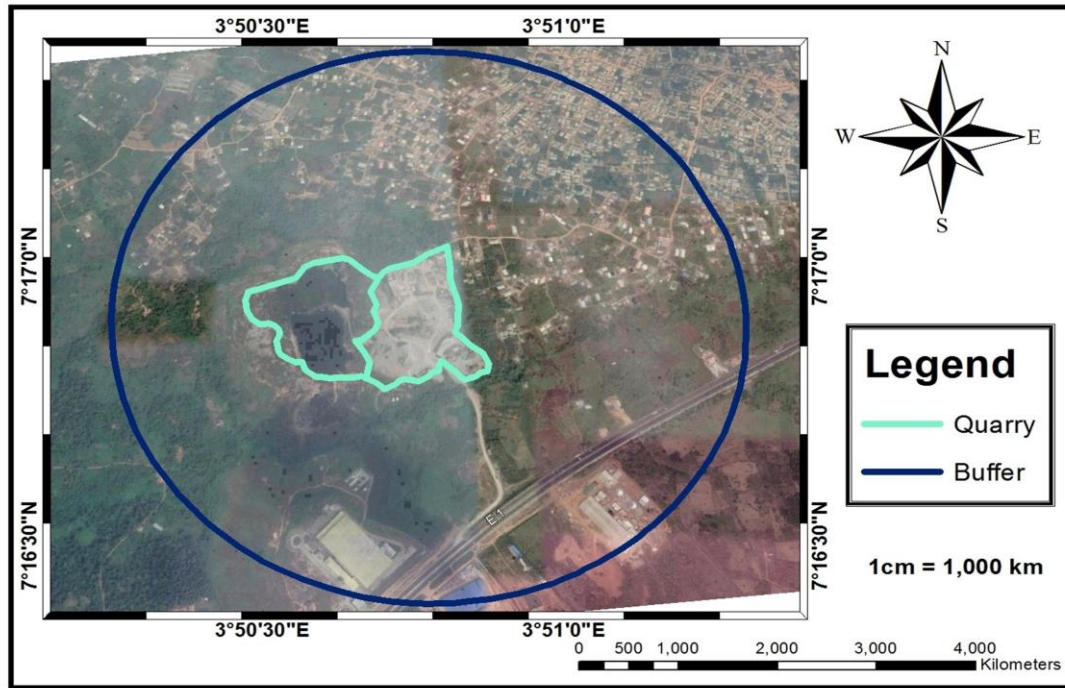 3°50'30"E 3°51'0"E
N
W E
S
7°17'0"N 7°17'0"N
Legend
Quarry
Buffer
E 1
7°16'30"N 7°16'30"N
1cm = 1,000 km
3°50'30"E 3°51'0"E
0 500 1,000 2,000 3,000 4,000
Kilometers